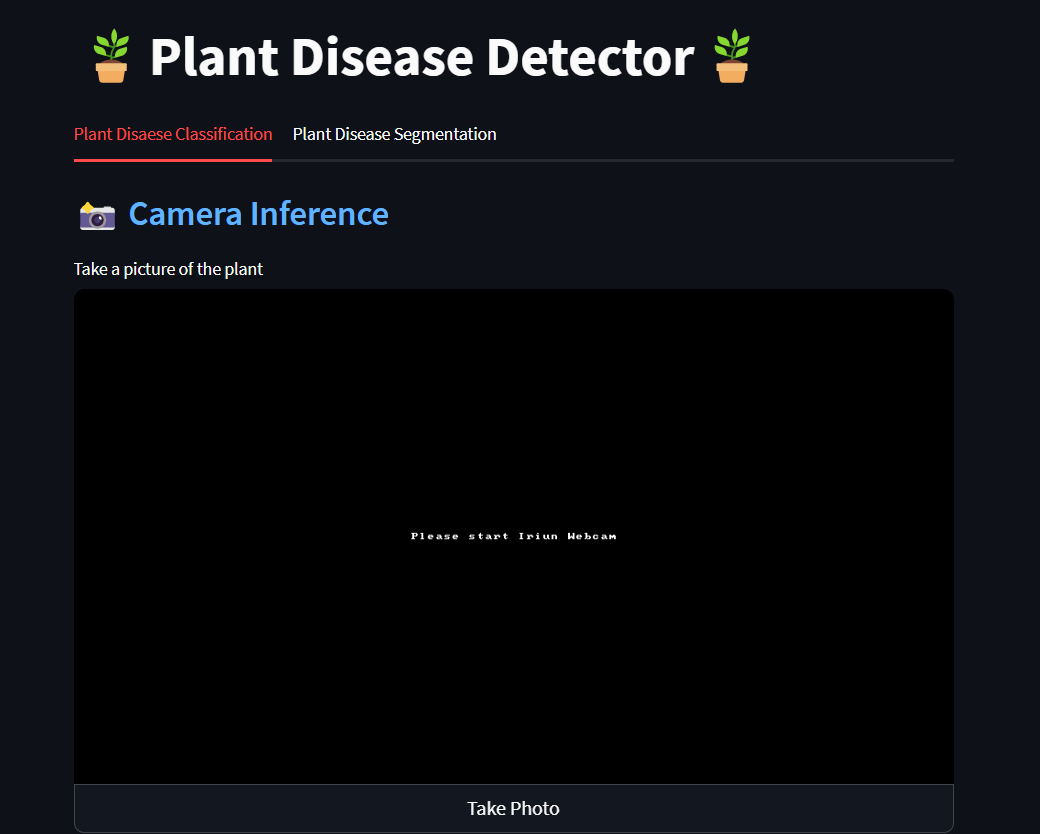 Plant Disease Detector
Plant Disaese Classification Plant Disease Segmentation
Camera Inference
Take a picture of the plant
Please start Iriun Webcam
Take Photo